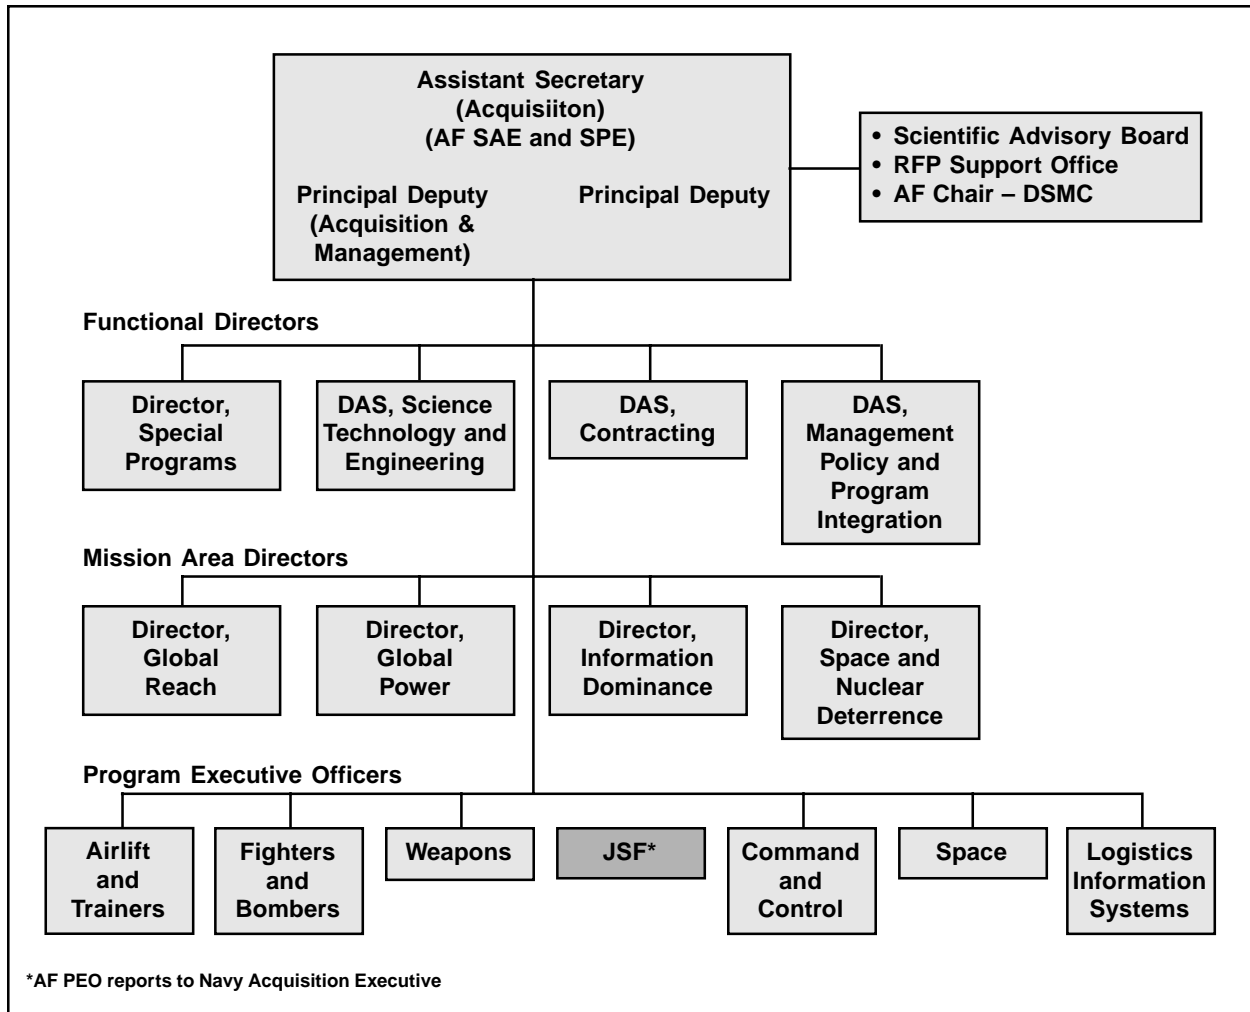 Assistant Secretary
(Acquisiiton)
(AF SAE and SPE)
Principal Deputy
(Acquisition &
Management)
Principal Deputy
• Scientific Advisory Board
• RFP Support Office
• AF Chair – DSMC
Functional Directors
Director,
Special
Programs
DAS, Science
Technology and
Engineering
DAS,
Contracting
DAS,
Management
Policy and
Program
Integration
Mission Area Directors
Director,
Global
Reach
Director,
Global
Power
Director,
Information
Dominance
Director,
Space and
Nuclear
Deterrence
Program Executive Officers
Airlift
and
Trainers
Fighters
and
Bombers
Weapons
JSF*
Command
and
Control
Space
Logistics
Information
Systems
*AF PEO reports to Navy Acquisition Executive